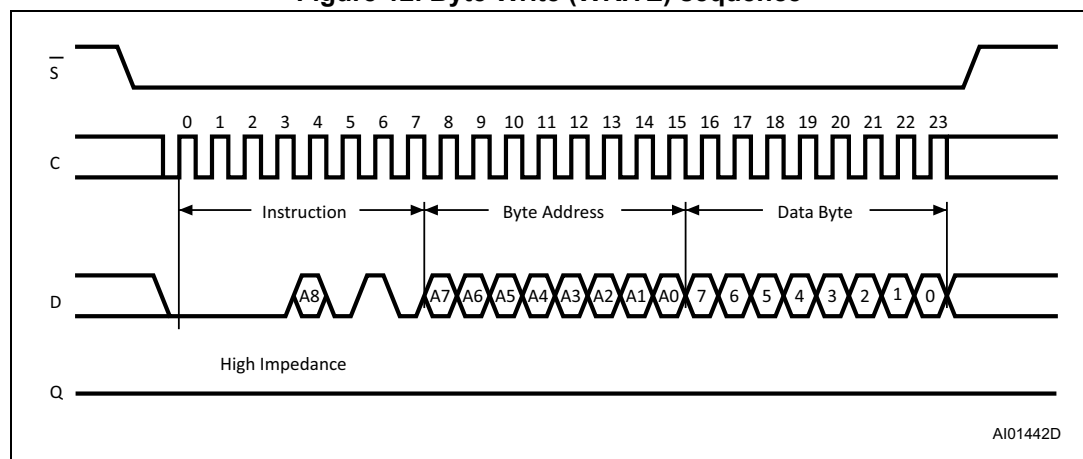 Figure 12. Byte Write (WRITE) sequence
S
0 1 2 3 4 5 6 7 8 9 10 11 12 13 14 15 16 17 18 19 20 21 22 23
C
Instruction Byte Address Data Byte
D A8 A7 A6 A5 A4 A3 A2 A1 A0 7 6 5 4 3 2 1 0
High Impedance
Q
AI01442D